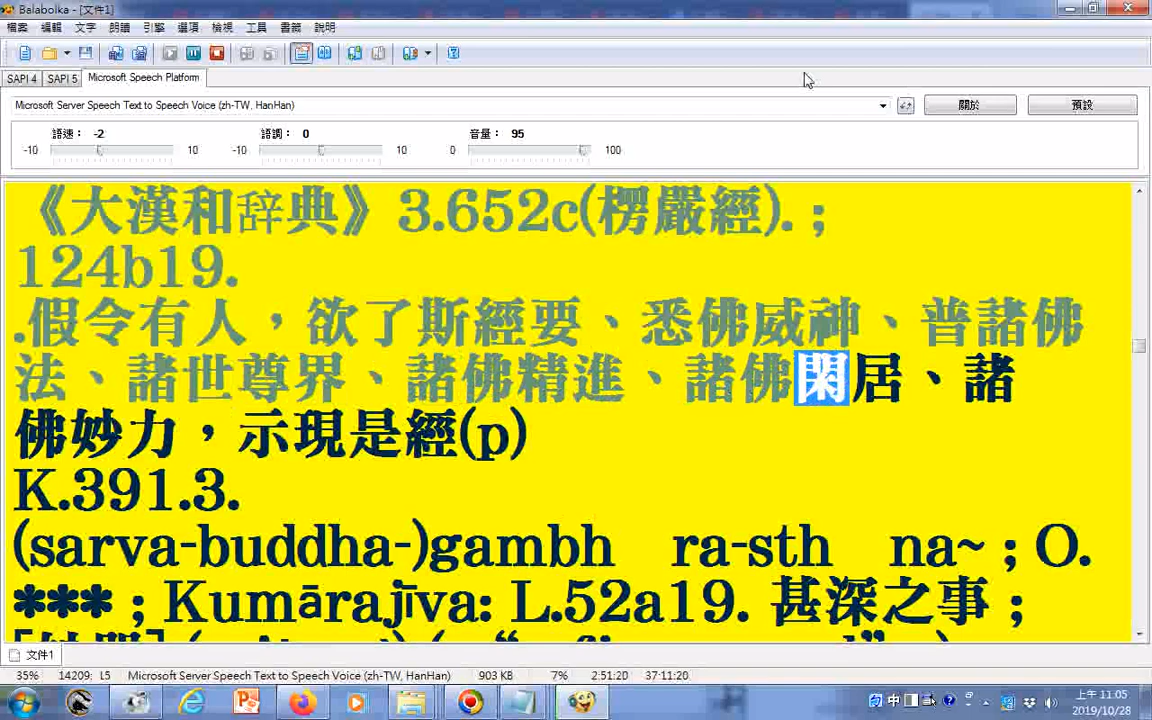 Balabolka - [文件1]
檔案 編輯 文字 朗讀 引擎 選項 檢視 工具 書籤 說明
SAPI 4 SAPI 5 Microsoft Speech Platform
Microsoft Server Speech Text to Speech Voice (zh-TW, HanHan) 關於 預設
語速： -2 語調： 0 音量： 95
-10 10 -10 10 0 100
《大漢和辞典》3.652c(楞嚴經). ;
124b19.
.假令有人，欲了斯經要、悉佛威神、普諸佛
法、諸世尊界、諸佛精進、諸佛閑居、諸
佛妙力，示現是經(p)
K.391.3.
(sarva-buddha-)gambh ra-sth na~ ; O.
*** ; Kumārajīva: L.52a19. 甚深之事 ;
文件1
35% 14209: L5 Microsoft Server Speech Text to Speech Voice (zh-TW, HanHan) 903 KB 7% 2:51:20 37:11:20
中 上午 11:05
2019/10/28